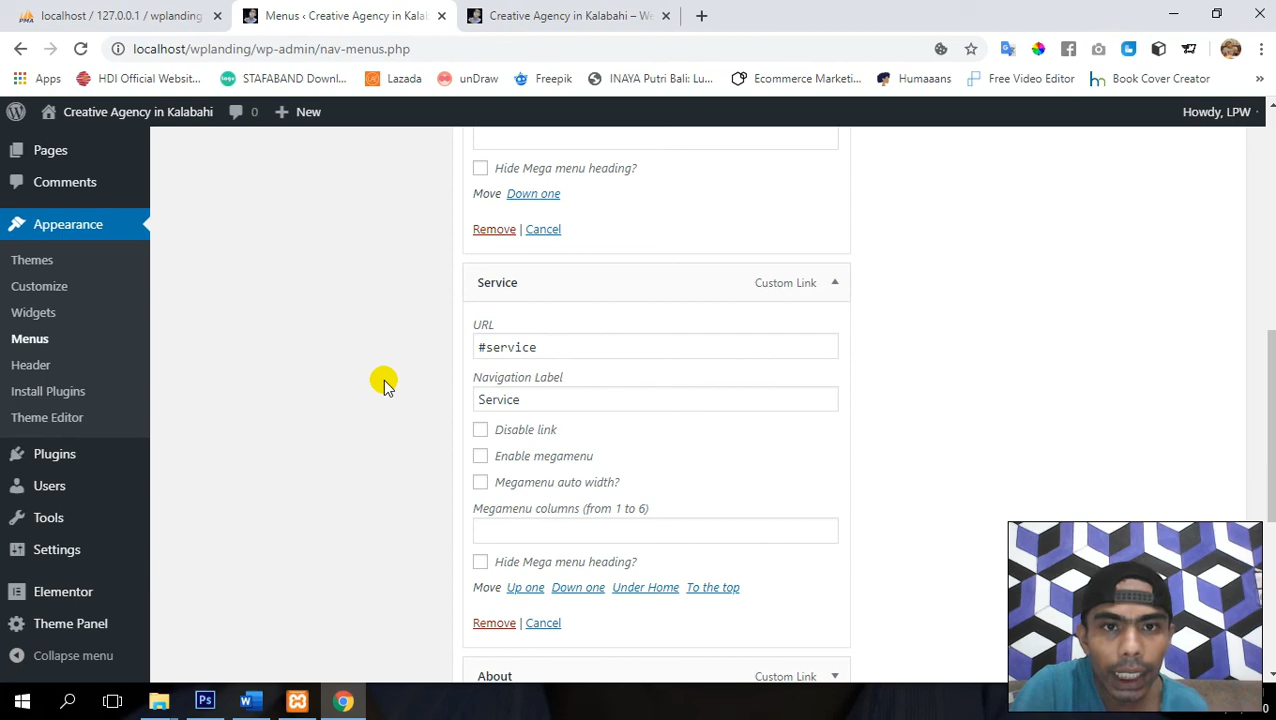 localhost / 127.0.0.1 / wplanding
Menus ‹ Creative Agency in Kalab
Creative Agency in Kalabahi – We
localhost/wplanding/wp-admin/nav-menus.php
Apps
HDI Official Websit...
STAFABAND Downl...
Lazada
unDraw
Freepik
INAYA Putri Bali: Lu...
Ecommerce Marketi...
Humaaans
Free Video Editor
Book Cover Creator
»
Creative Agency in Kalabahi
0
New
Howdy, LPW
Pages
Comments
Appearance
Themes
Customize
Widgets
Menus
Header
Install Plugins
Theme Editor
Plugins
Users
Tools
Settings
Elementor
Theme Panel
Collapse menu
Hide Mega menu heading?
Move Down one
Remove | Cancel
Service Custom Link
URL
#service
Navigation Label
Service
Disable link
Enable megamenu
Megamenu auto width?
Megamenu columns (from 1 to 6)
Hide Mega menu heading?
Move Up one Down one Under Home To the top
Remove | Cancel
About Custom Link